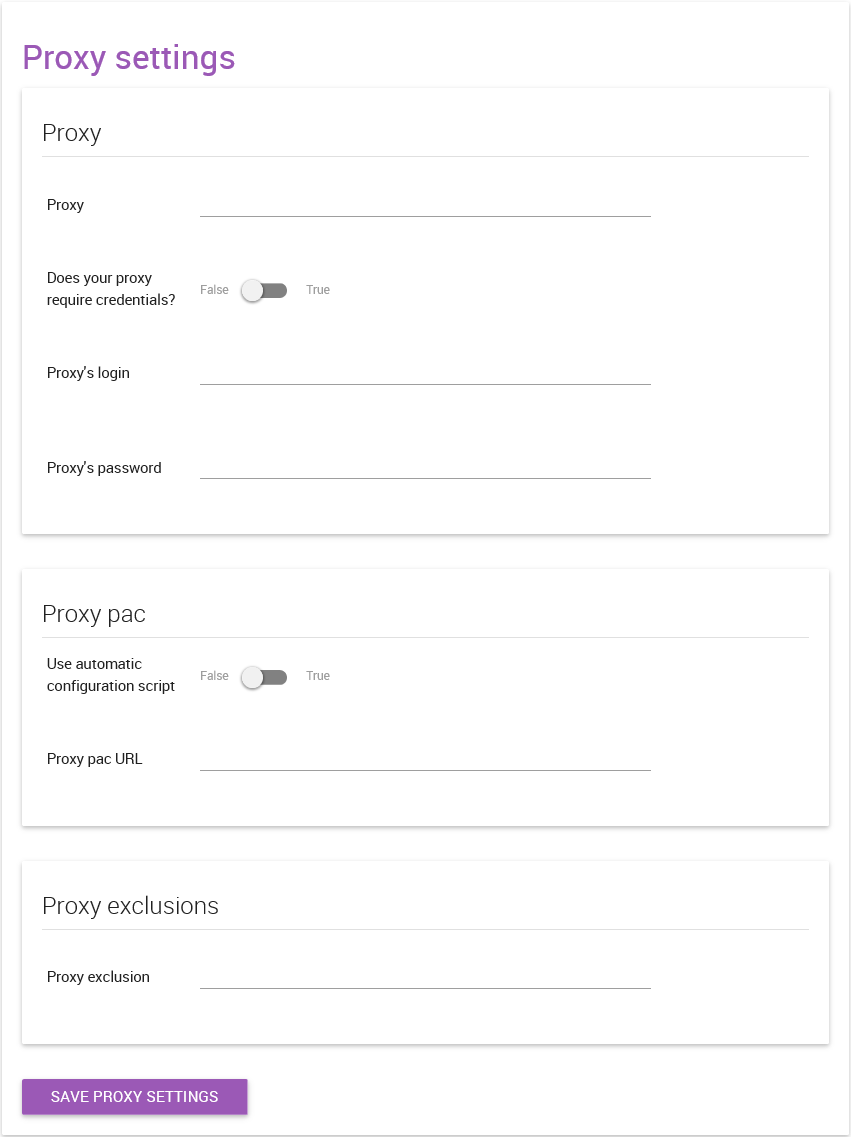 Proxy settings
Proxy
Proxy
Does your proxy
require credentials?
False
True
Proxy's login
Proxy's password
Proxy pac
Use automatic
configuration script
False
True
Proxy pac URL
Proxy exclusions
Proxy exclusion
SAVE PROXY SETTINGS